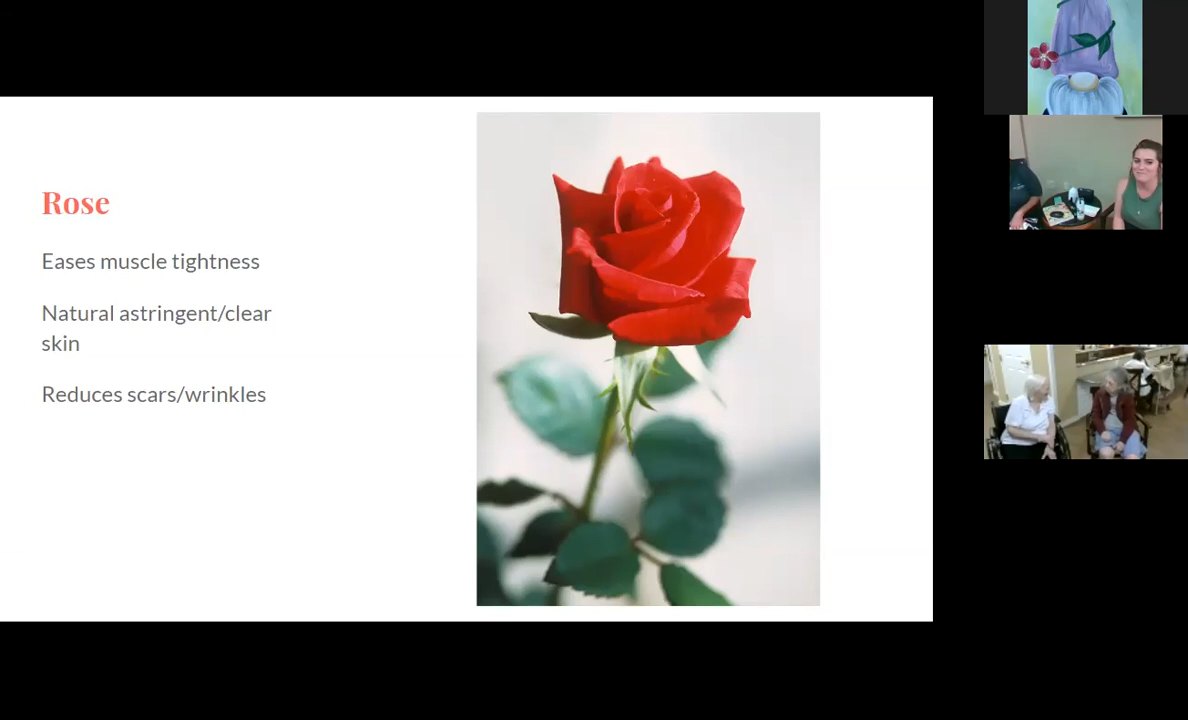 Rose
Eases muscle tightness
Natural astringent/clear
skin
Reduces scars/wrinkles